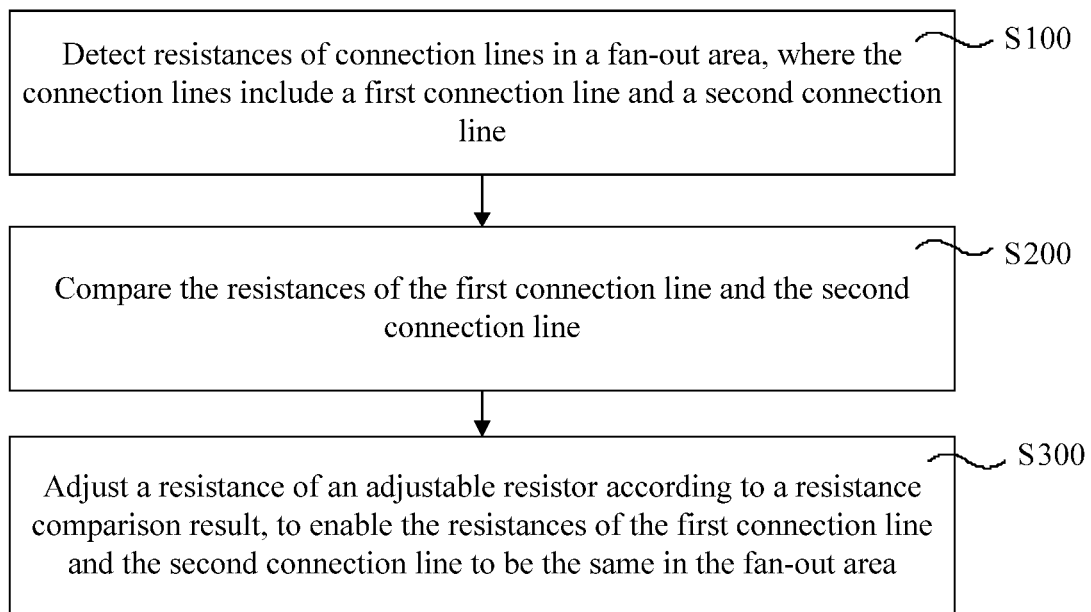 Detect resistances of connection lines in a fan-out area, where the
connection lines include a first connection line and a second connection
line
S100
Compare the resistances of the first connection line and the second
connection line
S200
Adjust a resistance of an adjustable resistor according to a resistance
comparison result, to enable the resistances of the first connection line
and the second connection line to be the same in the fan-out area
S300